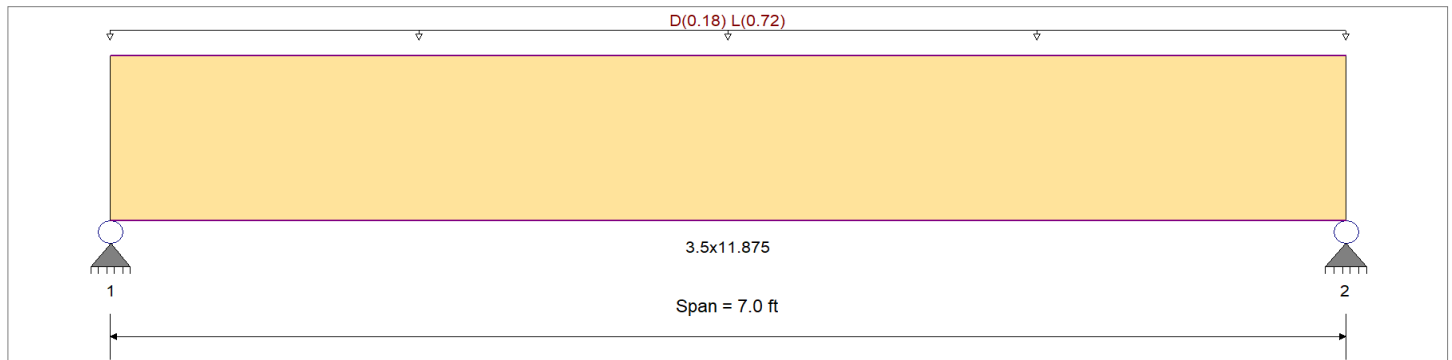 D(0.18) L(0.72)
3.5x11.875
1
2
Span = 7.0 ft